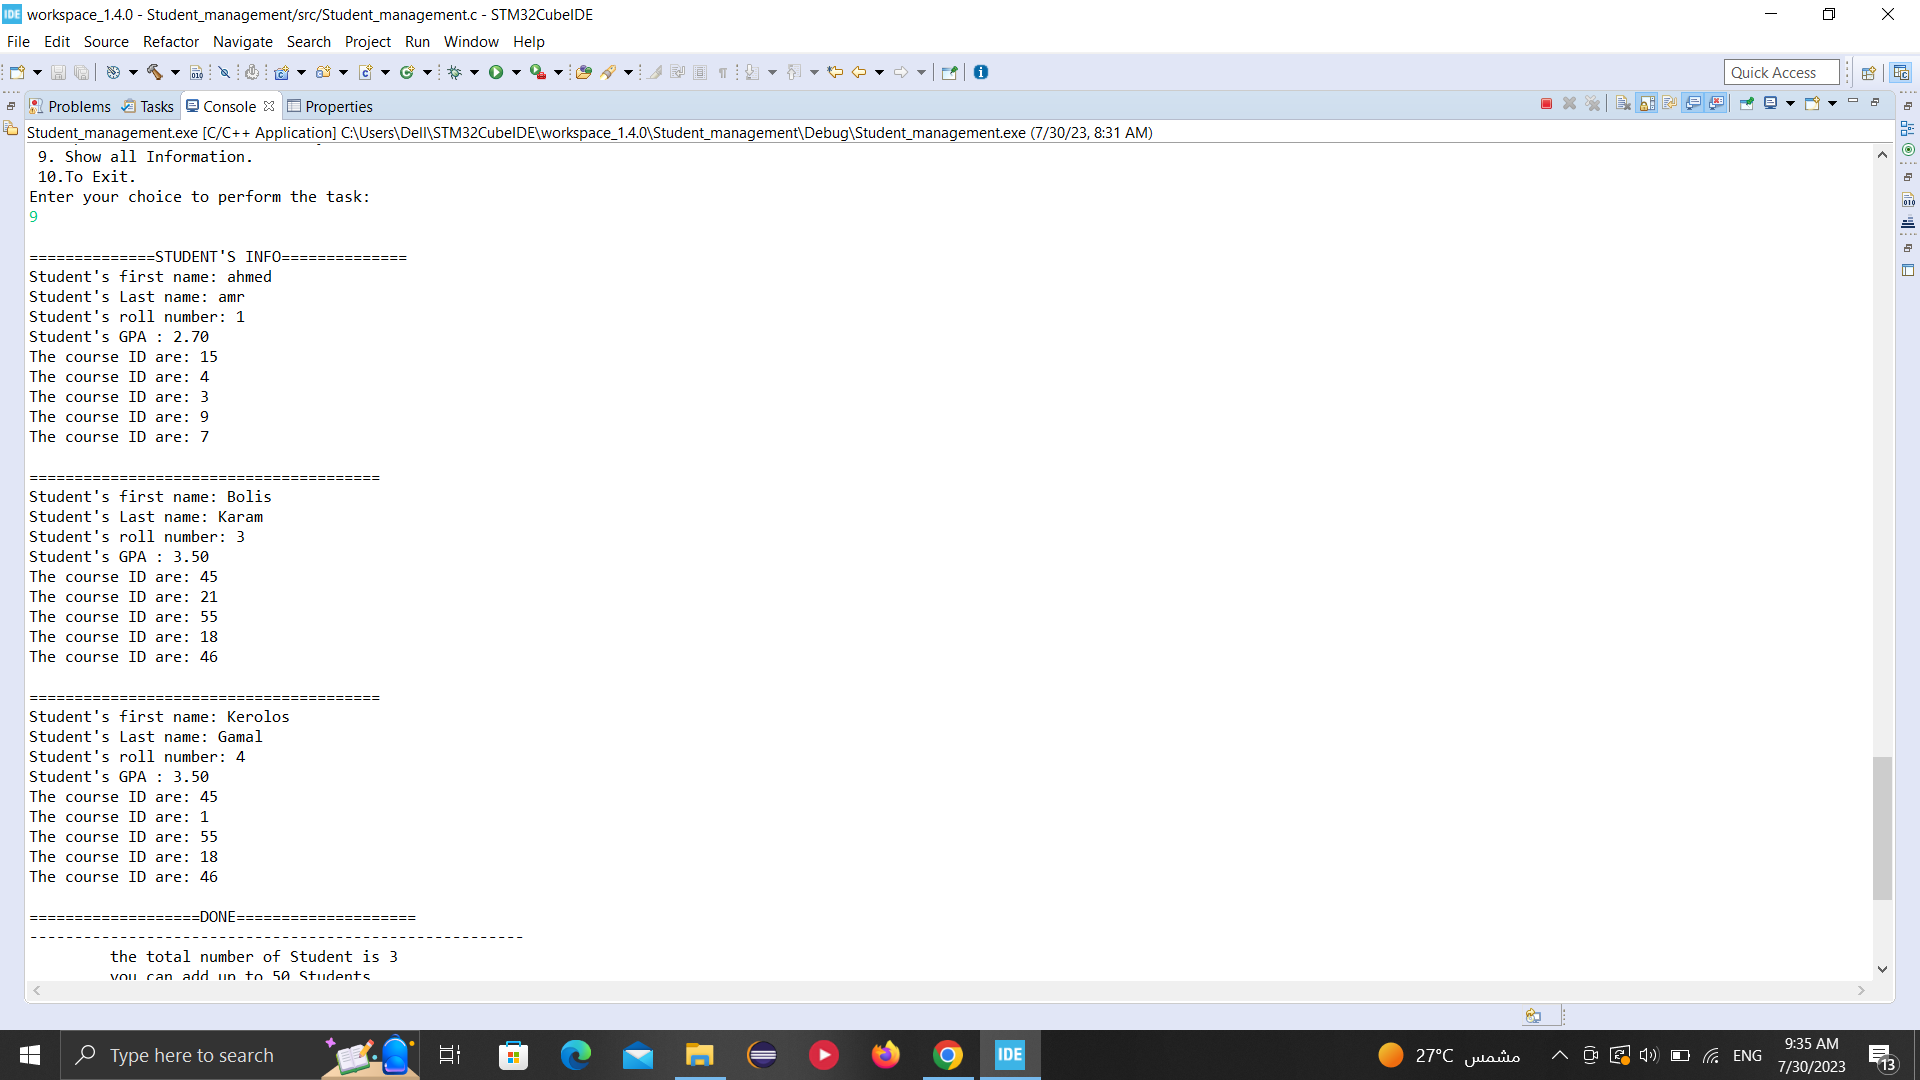 IDE workspace_1.4.0 - Student_management/src/Student_management.c - STM32CubeIDE
File Edit Source Refactor Navigate Search Project Run Window Help
Quick Access
Problems Tasks Console Properties
Student_management.exe [C/C++ Application] C:\Users\Dell\STM32CubeIDE\workspace_1.4.0\Student_management\Debug\Student_management.exe (7/30/23, 8:31 AM)
9. Show all Information.
10.To Exit.
Enter your choice to perform the task:
9
==============STUDENT'S INFO==============
Student's first name: ahmed
Student's Last name: amr
Student's roll number: 1
Student's GPA : 2.70
The course ID are: 15
The course ID are: 4
The course ID are: 3
The course ID are: 9
The course ID are: 7
=======================================
Student's first name: Bolis
Student's Last name: Karam
Student's roll number: 3
Student's GPA : 3.50
The course ID are: 45
The course ID are: 21
The course ID are: 55
The course ID are: 18
The course ID are: 46
=======================================
Student's first name: Kerolos
Student's Last name: Gamal
Student's roll number: 4
Student's GPA : 3.50
The course ID are: 45
The course ID are: 1
The course ID are: 55
The course ID are: 18
The course ID are: 46
===================DONE====================
-------------------------------------------------------
the total number of Student is 3
you can add up to 50 Students
Type here to search
IDE
27°C مشمس
ENG
9:35 AM
7/30/2023
13